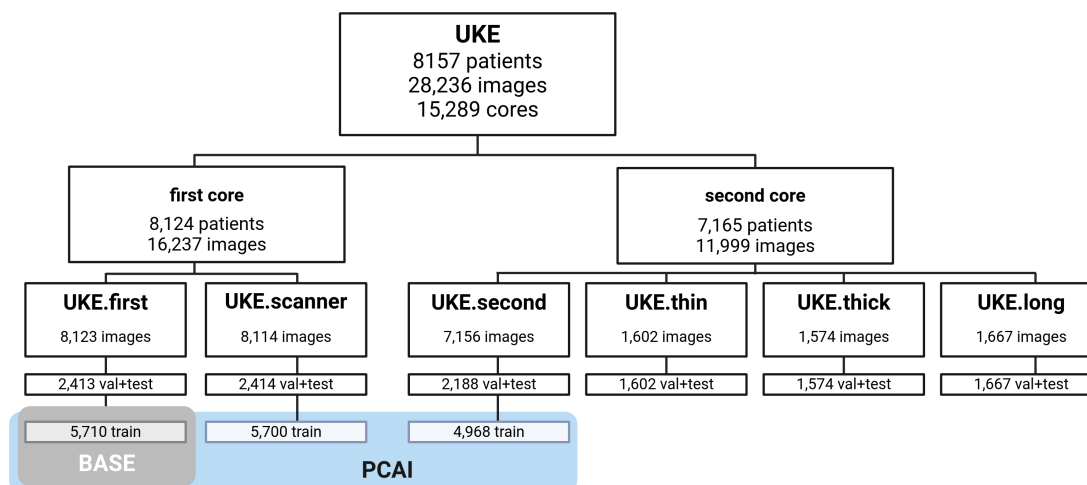 UKE
8157 patients
28,236 images
15,289 cores
first core
8,124 patients
16,237 images
second core
7,165 patients
11,999 images
UKE.first
8,123 images
UKE.scanner
8,114 images
UKE.second
7,156 images
UKE.thin
1,602 images
UKE.thick
1,574 images
UKE.long
1,667 images
2,413 val+test
2,414 val+test
2,188 val+test
1,602 val+test
1,574 val+test
1,667 val+test
5,710 train
5,700 train
4,968 train
BASE
PCAI